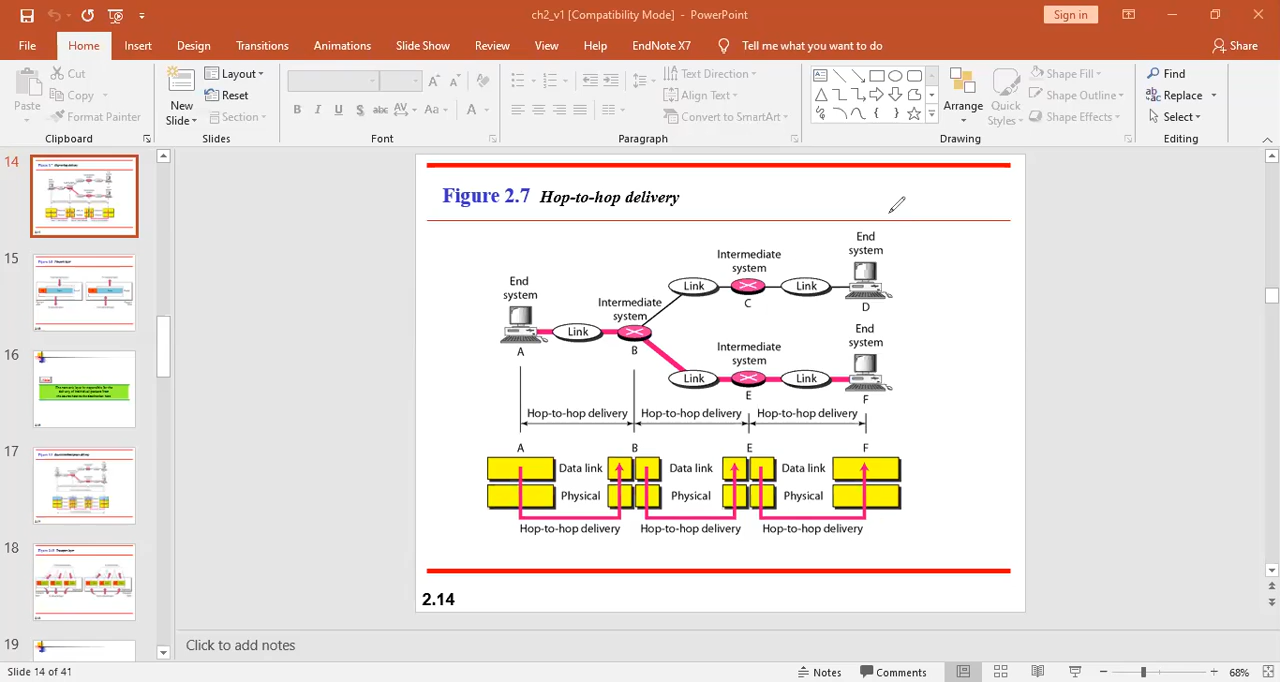 ch2_v1 [Compatibility Mode] - PowerPoint
Sign in
File Home Insert Design Transitions Animations Slide Show Review View Help EndNote X7 Tell me what you want to do Share
Paste
Cut
Copy
Format Painter
Clipboard
New Slide
Layout
Reset
Section
Slides
B I U S abc AV Aa A
Font
Text Direction
Align Text
Convert to SmartArt
Paragraph
Arrange
Quick Styles
Shape Fill
Shape Outline
Shape Effects
Drawing
Find
Replace
Select
Editing
14
15
16
17
18
19
Figure 2.7 Hop-to-hop delivery
End system
A
Link
Intermediate system
B
Link
Intermediate system
C
Link
End system
D
Link
Intermediate system
E
Link
End system
F
Hop-to-hop delivery Hop-to-hop delivery Hop-to-hop delivery
A B E F
Data link Data link Data link
Physical Physical Physical
Hop-to-hop delivery Hop-to-hop delivery Hop-to-hop delivery
2.14
Click to add notes
Slide 14 of 41 Notes Comments 68%